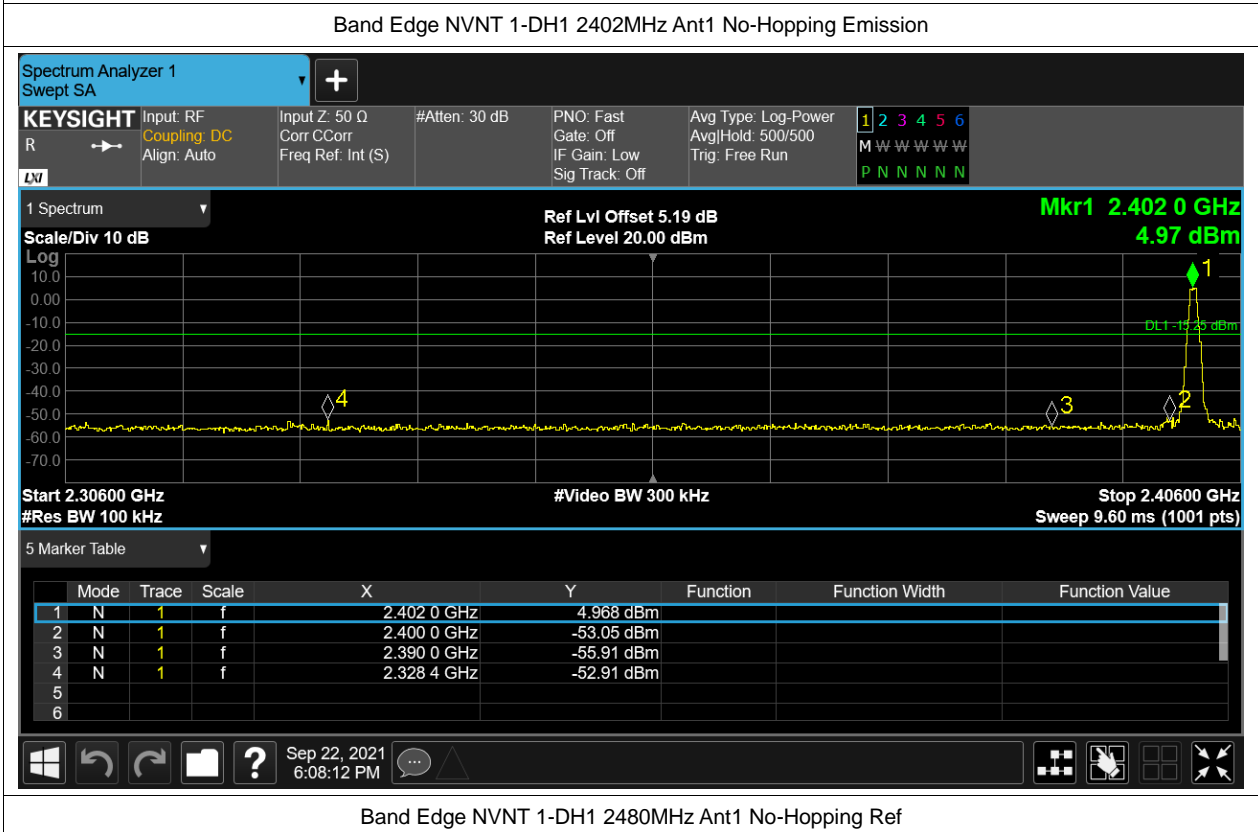 Band Edge NVNT 1-DH1 2402MHz Ant1 No-Hopping Emission
Spectrum Analyzer 1
Swept SA
KEYSIGHT
R
LXI
Input: RF
Coupling: DC
Align: Auto
Input Z: 50 Ω
Corr CCorr
Freq Ref: Int (S)
#Atten: 30 dB
PNO: Fast
Gate: Off
IF Gain: Low
Sig Track: Off
Avg Type: Log-Power
Avg|Hold: 500/500
Trig: Free Run
1 2 3 4 5 6
M W W W W W
P N N N N N
1 Spectrum
Scale/Div 10 dB
Ref Lvl Offset 5.19 dB
Ref Level 20.00 dBm
Mkr1 2.402 0 GHz
4.97 dBm
Log
10.0
0.00
-10.0
-20.0
-30.0
-40.0
-50.0
-60.0
-70.0
1
DL1 -15.25 dBm
4
3
2
Start 2.30600 GHz
#Res BW 100 kHz
#Video BW 300 kHz
Stop 2.40600 GHz
Sweep 9.60 ms (1001 pts)
5 Marker Table
Mode Trace Scale X Y Function Function Width Function Value
1 N 1 f 2.402 0 GHz 4.968 dBm
2 N 1 f 2.400 0 GHz -53.05 dBm
3 N 1 f 2.390 0 GHz -55.91 dBm
4 N 1 f 2.328 4 GHz -52.91 dBm
5
6
?
Sep 22, 2021
6:08:12 PM
Band Edge NVNT 1-DH1 2480MHz Ant1 No-Hopping Ref